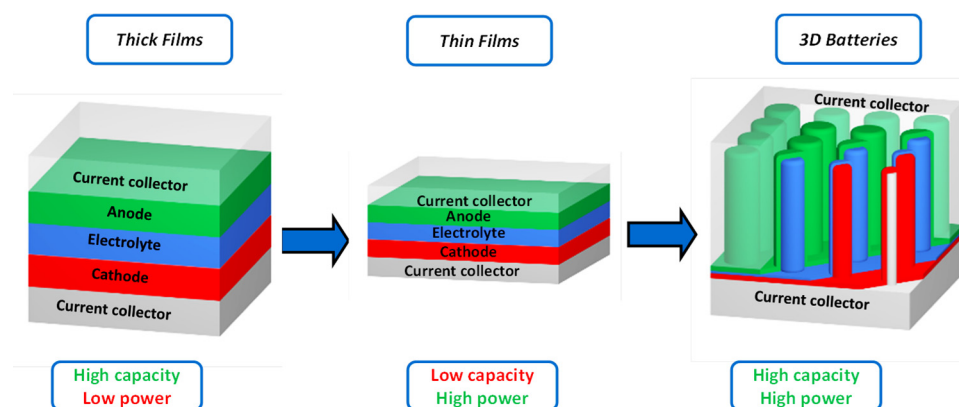 Thick Films
Thin Films
3D Batteries
Current collector
Anode
Electrolyte
Cathode
Current collector
Current collector
Anode
Electrolyte
Cathode
Current collector
Current collector
Current collector
High capacity
Low power
Low capacity
High power
High capacity
High power